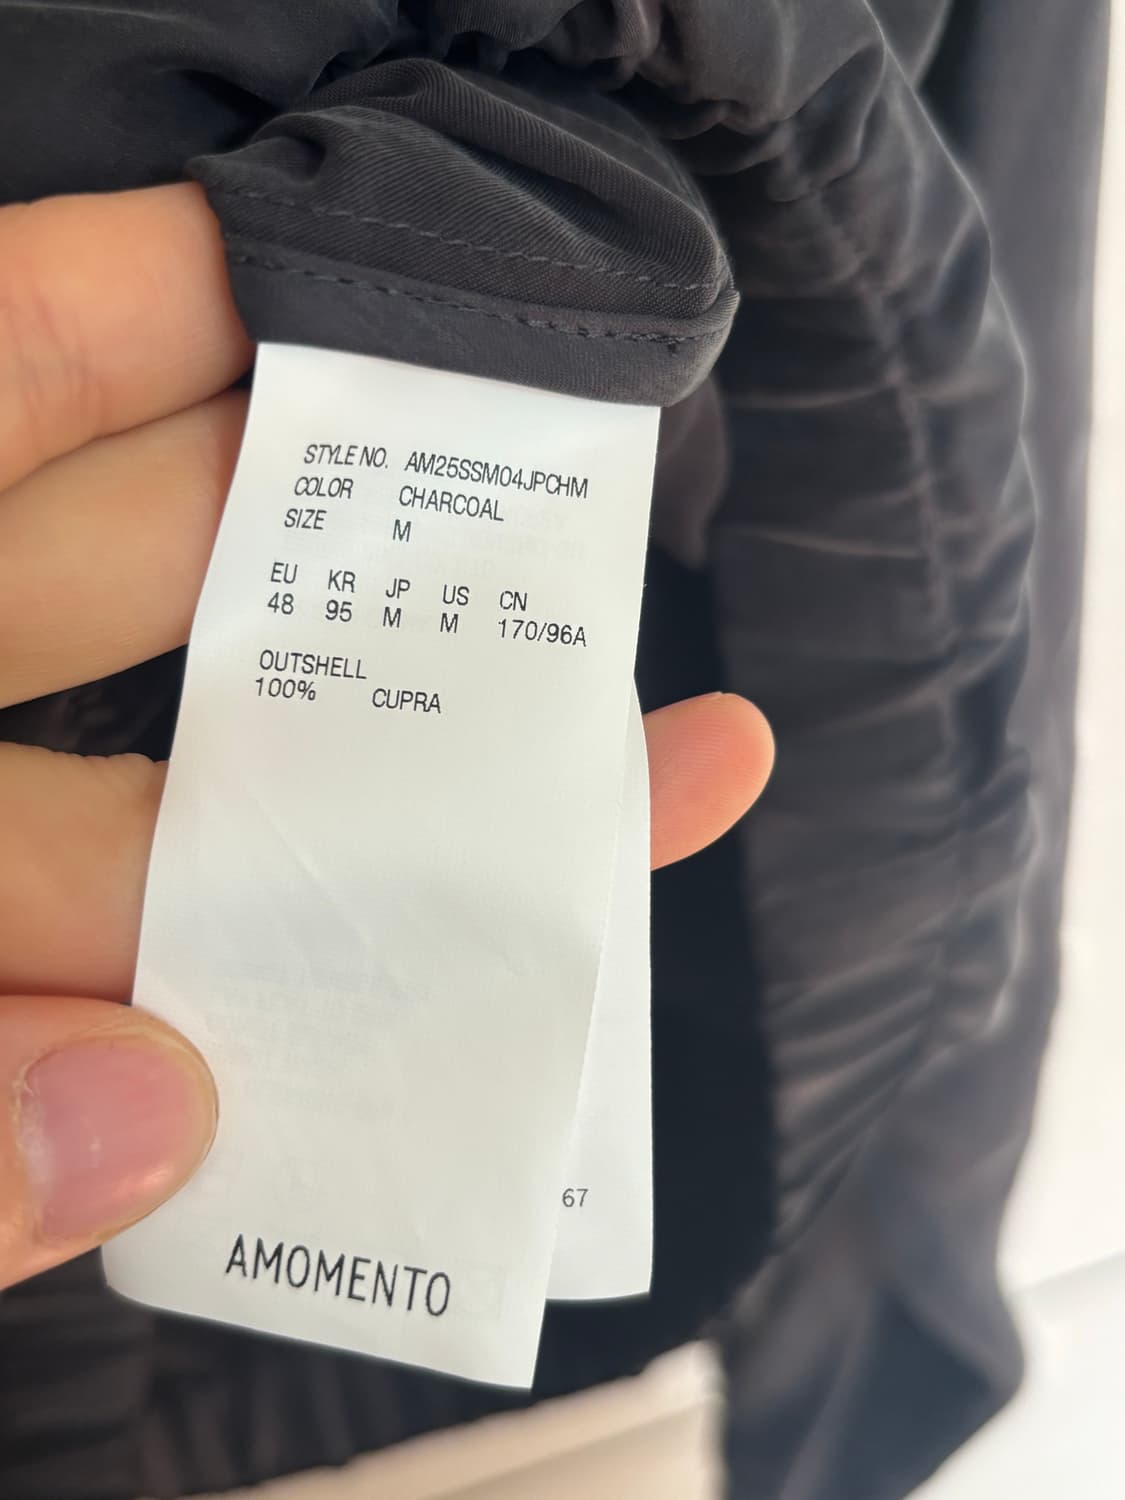 STYLE NO. AM25SSM04JPCHM
COLOR CHARCOAL
SIZE M
EU KR JP US CN
48 95 M M 170/96A
OUTSHELL
100% CUPRA
67
AMOMENTO